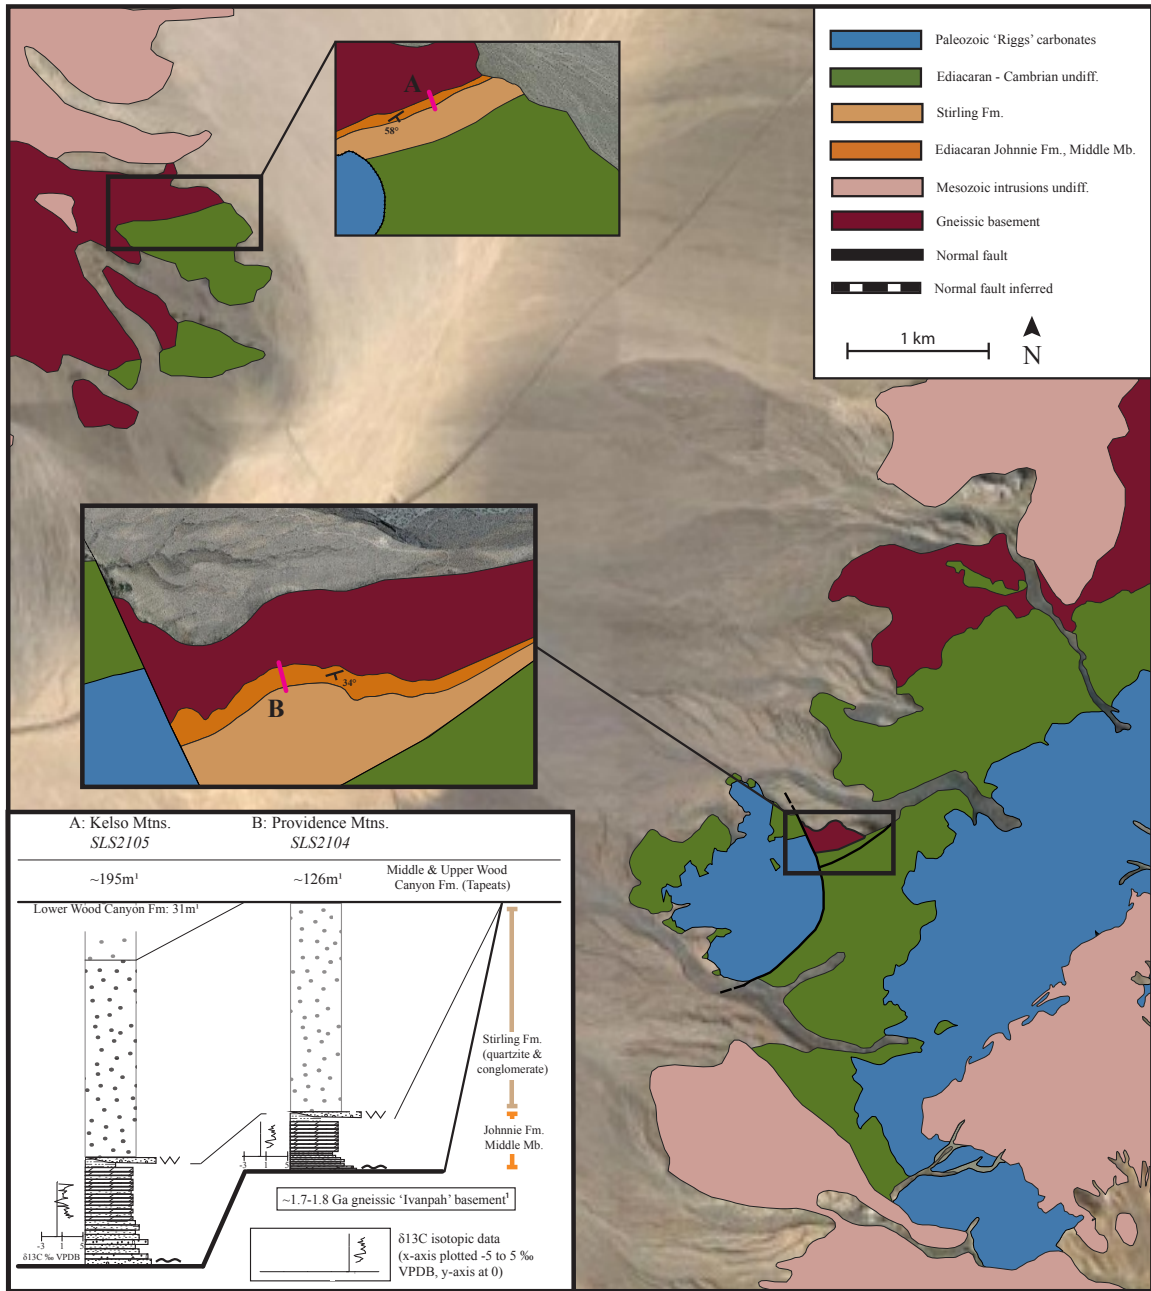 Paleozoic 'Riggs' carbonates
Ediacaran - Cambrian undiff.
Stirling Fm.
Ediacaran Johnnie Fm., Middle Mb.
Mesozoic intrusions undiff.
Gneissic basement
Normal fault
Normal fault inferred
1 km
N
A
58°
34°
B
A: Kelso Mtns.
SLS2105
B: Providence Mtns.
SLS2104
~195m¹
~126m¹
Middle & Upper Wood
Canyon Fm. (Tapeats)
Lower Wood Canyon Fm: 31m¹
Stirling Fm.
(quartzite &
conglomerate)
Johnnie Fm.
Middle Mb.
-3 1 5
-3 1 5
δ13C ‰ VPDB
~1.7-1.8 Ga gneissic 'Ivanpah' basement¹
δ13C isotopic data
(x-axis plotted -5 to 5 ‰
VPDB, y-axis at 0)